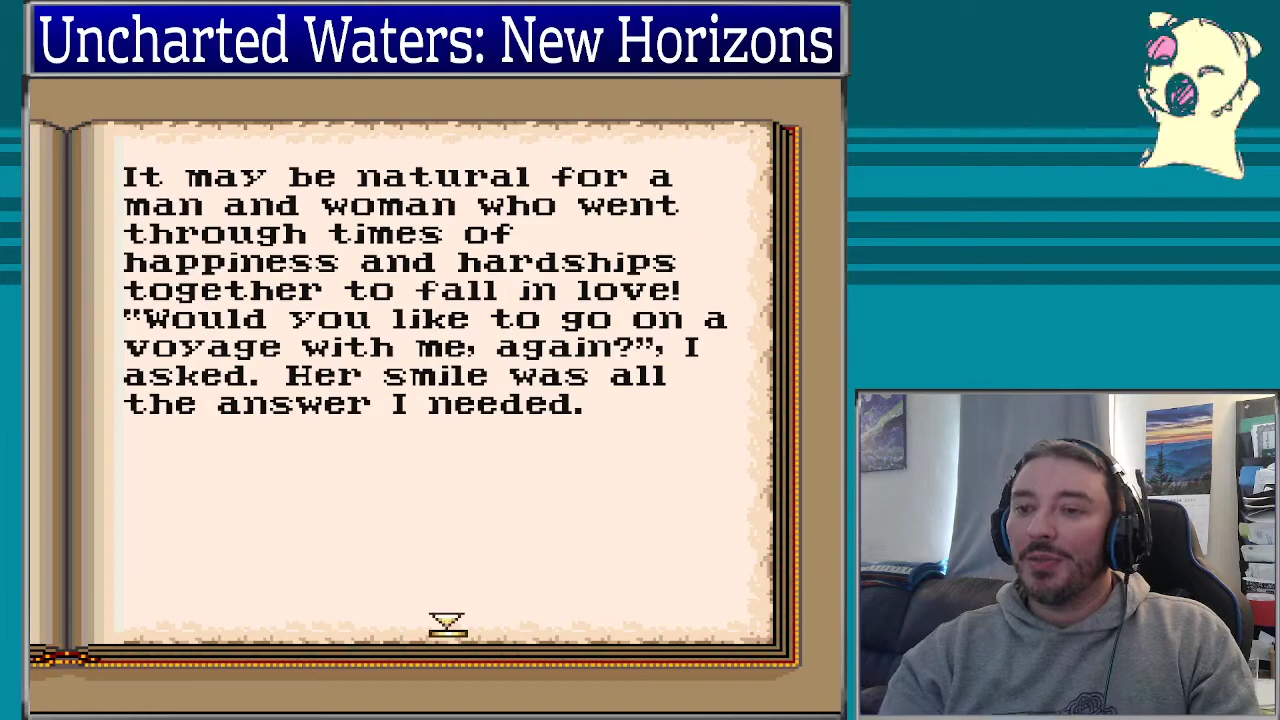 Uncharted Waters: New Horizons
It may be natural for a
man and woman who went
through times of
happiness and hardships
together to fall in love!
"Would you like to go on a
voyage with me, again?", I
asked. Her smile was all
the answer I needed.